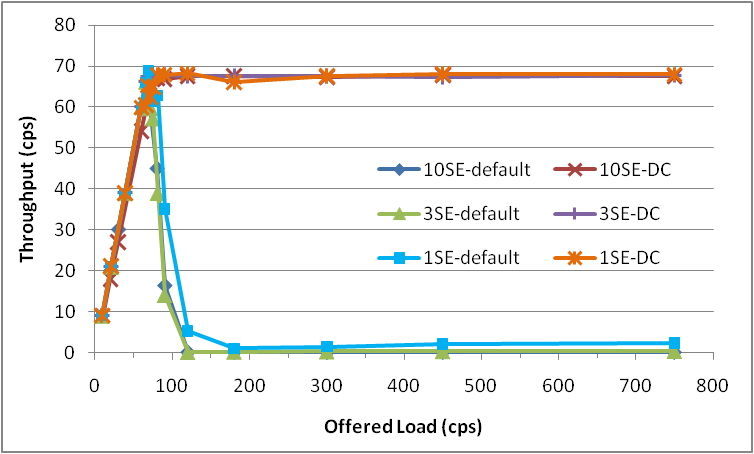 80
70
60
50
40
30
20
10
0
Throughput (cps)
10SE-default
10SE-DC
3SE-default
3SE-DC
1SE-default
1SE-DC
0 100 200 300 400 500 600 700 800
Offered Load (cps)